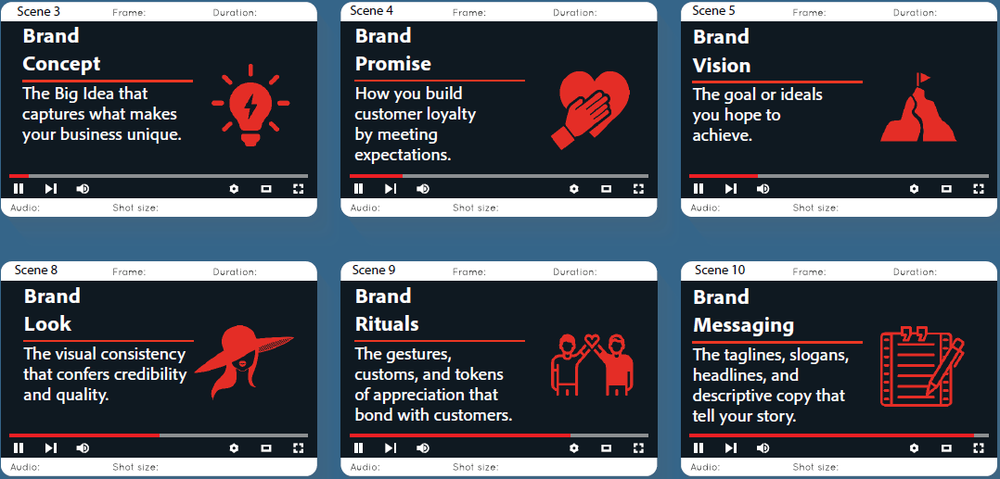 Scene 3 Frame: Duration:
Brand
Concept
The Big Idea that
captures what makes
your business unique.
Audio: Shot size:
Scene 4 Frame: Duration:
Brand
Promise
How you build
customer loyalty
by meeting
expectations.
Audio: Shot size:
Scene 5 Frame: Duration:
Brand
Vision
The goal or ideals
you hope to
achieve.
Audio: Shot size:
Scene 8 Frame: Duration:
Brand
Look
The visual consistency
that confers credibility
and quality.
Audio: Shot size:
Scene 9 Frame: Duration:
Brand
Rituals
The gestures,
customs, and tokens
of appreciation that
bond with customers.
Audio: Shot size:
Scene 10 Frame: Duration:
Brand
Messaging
The taglines, slogans,
headlines, and
descriptive copy that
tell your story.
Audio: Shot size: